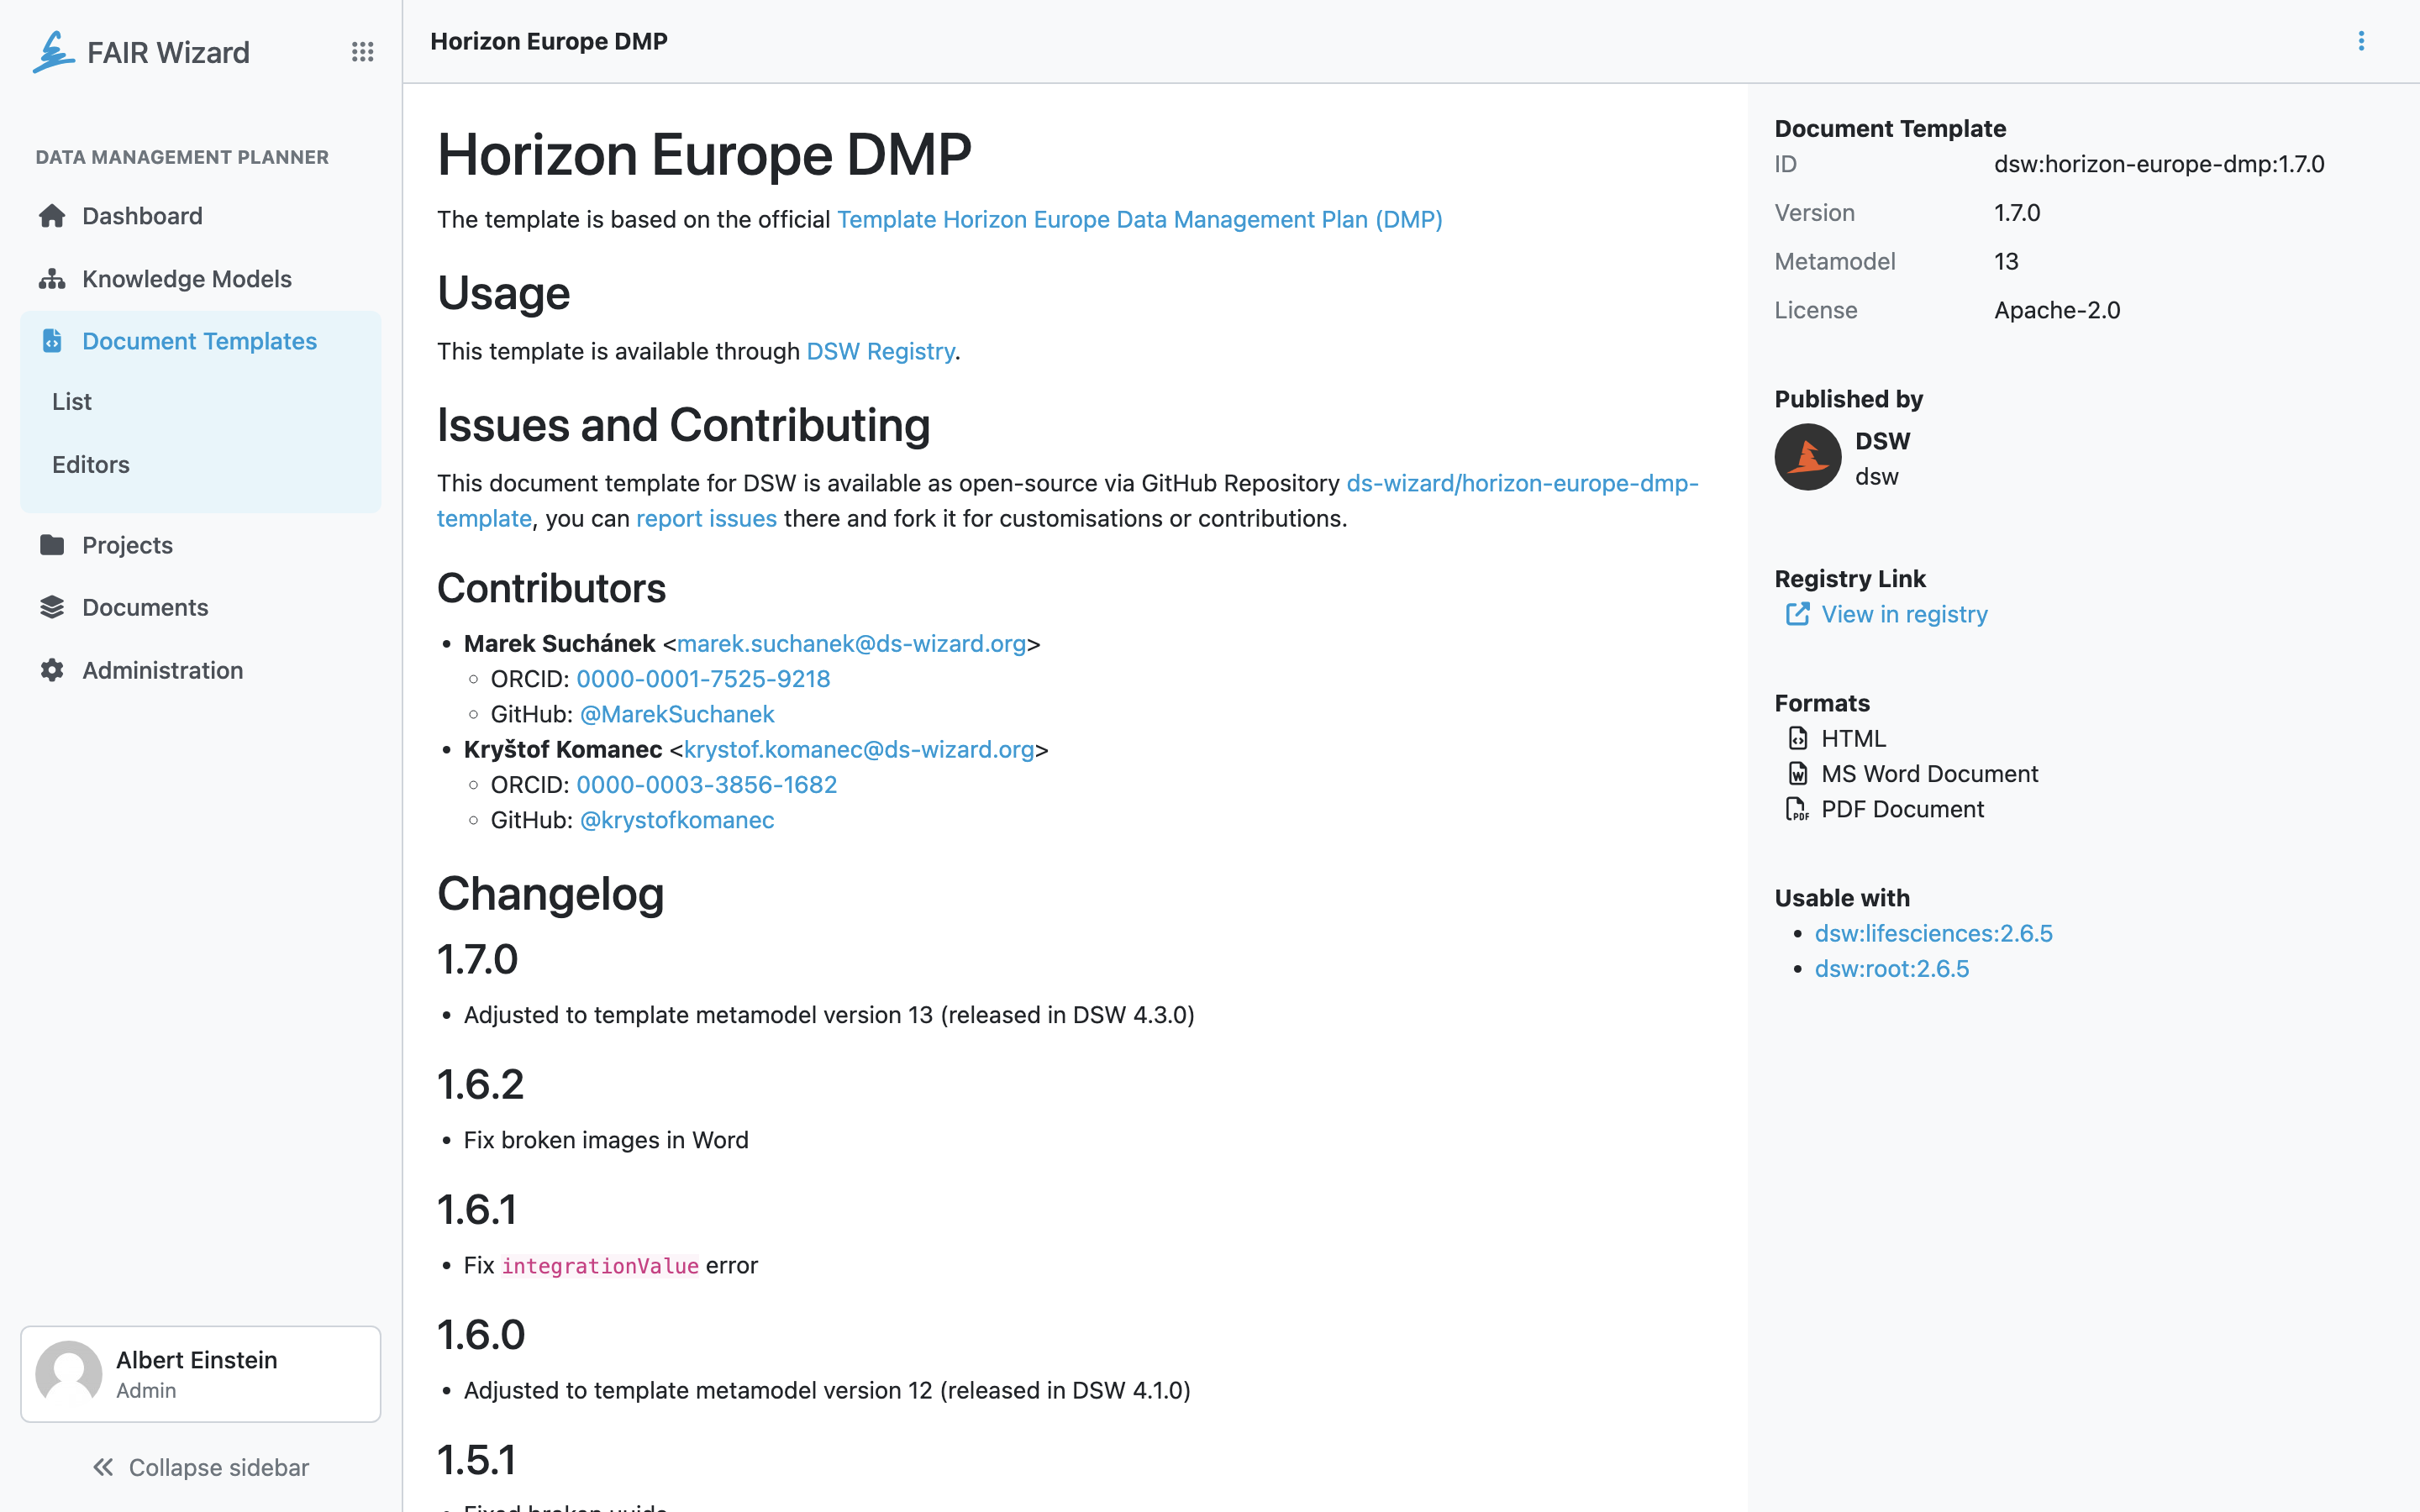 FAIR Wizard
DATA MANAGEMENT PLANNER
Dashboard
Knowledge Models
Document Templates
List
Editors
Projects
Documents
Administration
Albert Einstein
Admin
Collapse sidebar
Horizon Europe DMP
Horizon Europe DMP
The template is based on the official Template Horizon Europe Data Management Plan (DMP)
Usage
This template is available through DSW Registry.
Issues and Contributing
This document template for DSW is available as open-source via GitHub Repository ds-wizard/horizon-europe-dmp-
template, you can report issues there and fork it for customisations or contributions.
Contributors
• Marek Suchánek <marek.suchanek@ds-wizard.org>
◦ ORCID: 0000-0001-7525-9218
◦ GitHub: @MarekSuchanek
• Kryštof Komanec <krystof.komanec@ds-wizard.org>
◦ ORCID: 0000-0003-3856-1682
◦ GitHub: @krystofkomanec
Changelog
1.7.0
• Adjusted to template metamodel version 13 (released in DSW 4.3.0)
1.6.2
• Fix broken images in Word
1.6.1
• Fix integrationValue error
1.6.0
• Adjusted to template metamodel version 12 (released in DSW 4.1.0)
1.5.1
Document Template
ID dsw:horizon-europe-dmp:1.7.0
Version 1.7.0
Metamodel 13
License Apache-2.0
Published by
DSW
dsw
Registry Link
View in registry
Formats
HTML
MS Word Document
PDF Document
Usable with
• dsw:lifesciences:2.6.5
• dsw:root:2.6.5